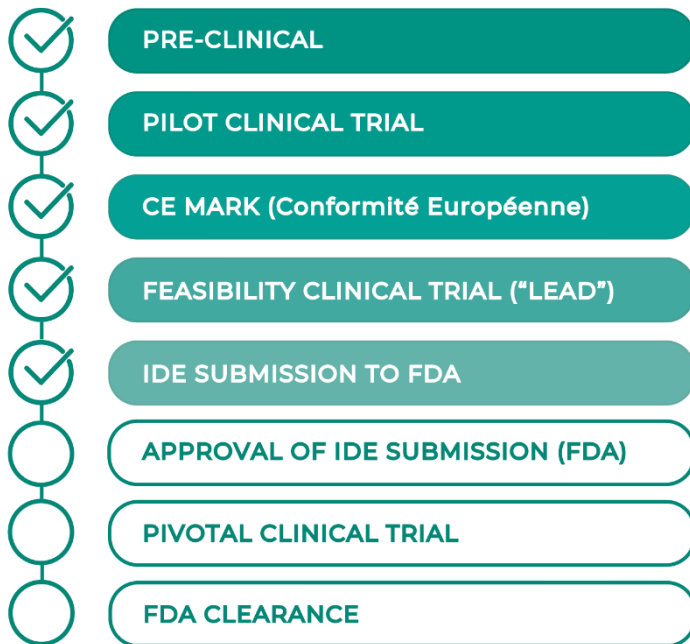 PRE-CLINICAL
PILOT CLINICAL TRIAL
CE MARK (Conformité Européenne)
FEASIBILITY CLINICAL TRIAL (“LEAD”)
IDE SUBMISSION TO FDA
APPROVAL OF IDE SUBMISSION (FDA)
PIVOTAL CLINICAL TRIAL
FDA CLEARANCE